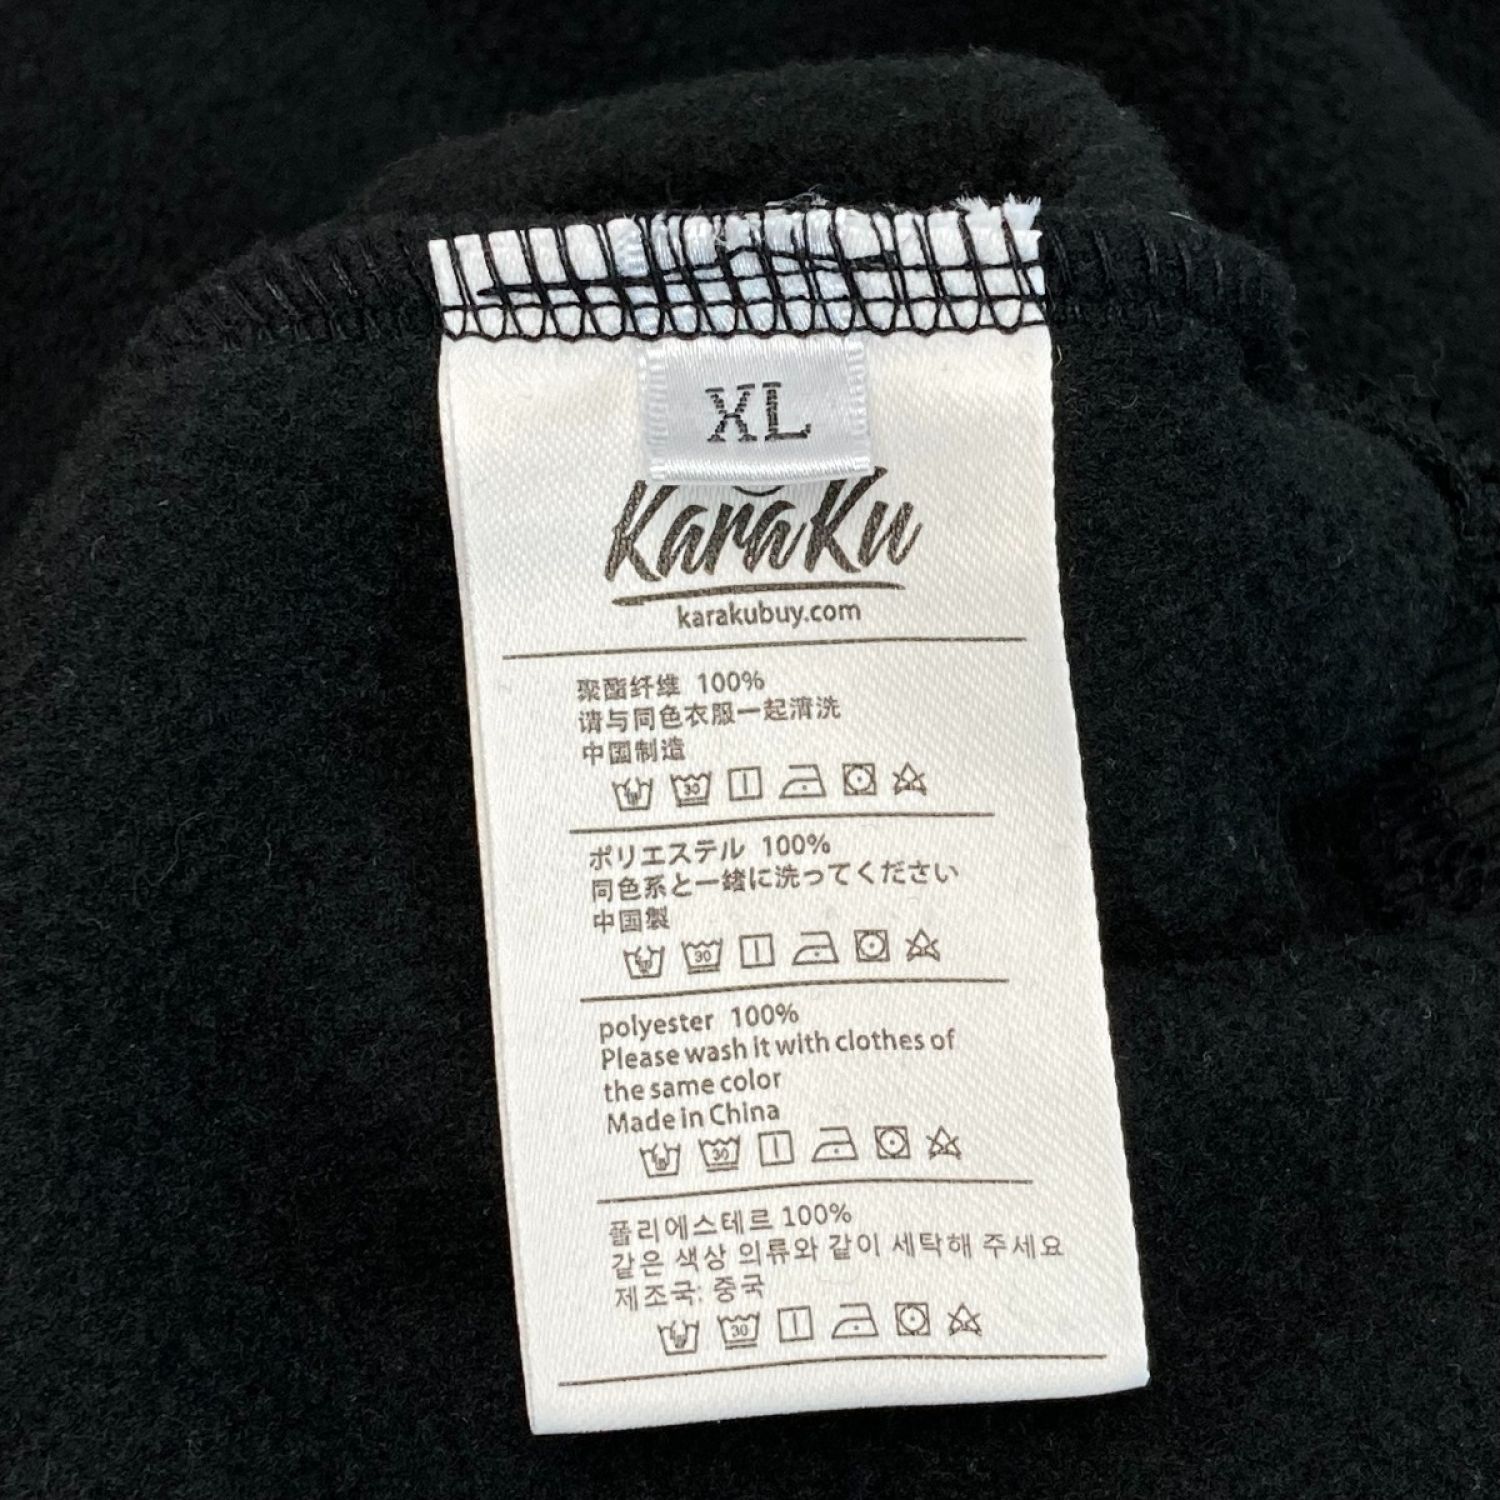 XL
KaraKu
karakubuy.com
聚酯纤维 100%
请与同色衣服一起清洗
中国制造
30
ポリエステル 100%
同色系と一緒に洗ってください
中国製
30
polyester 100%
Please wash it with clothes of
the same color
Made in China
30
폴리에스테르 100%
같은 색상 의류와 같이 세탁해 주세요
제조국: 중국
30